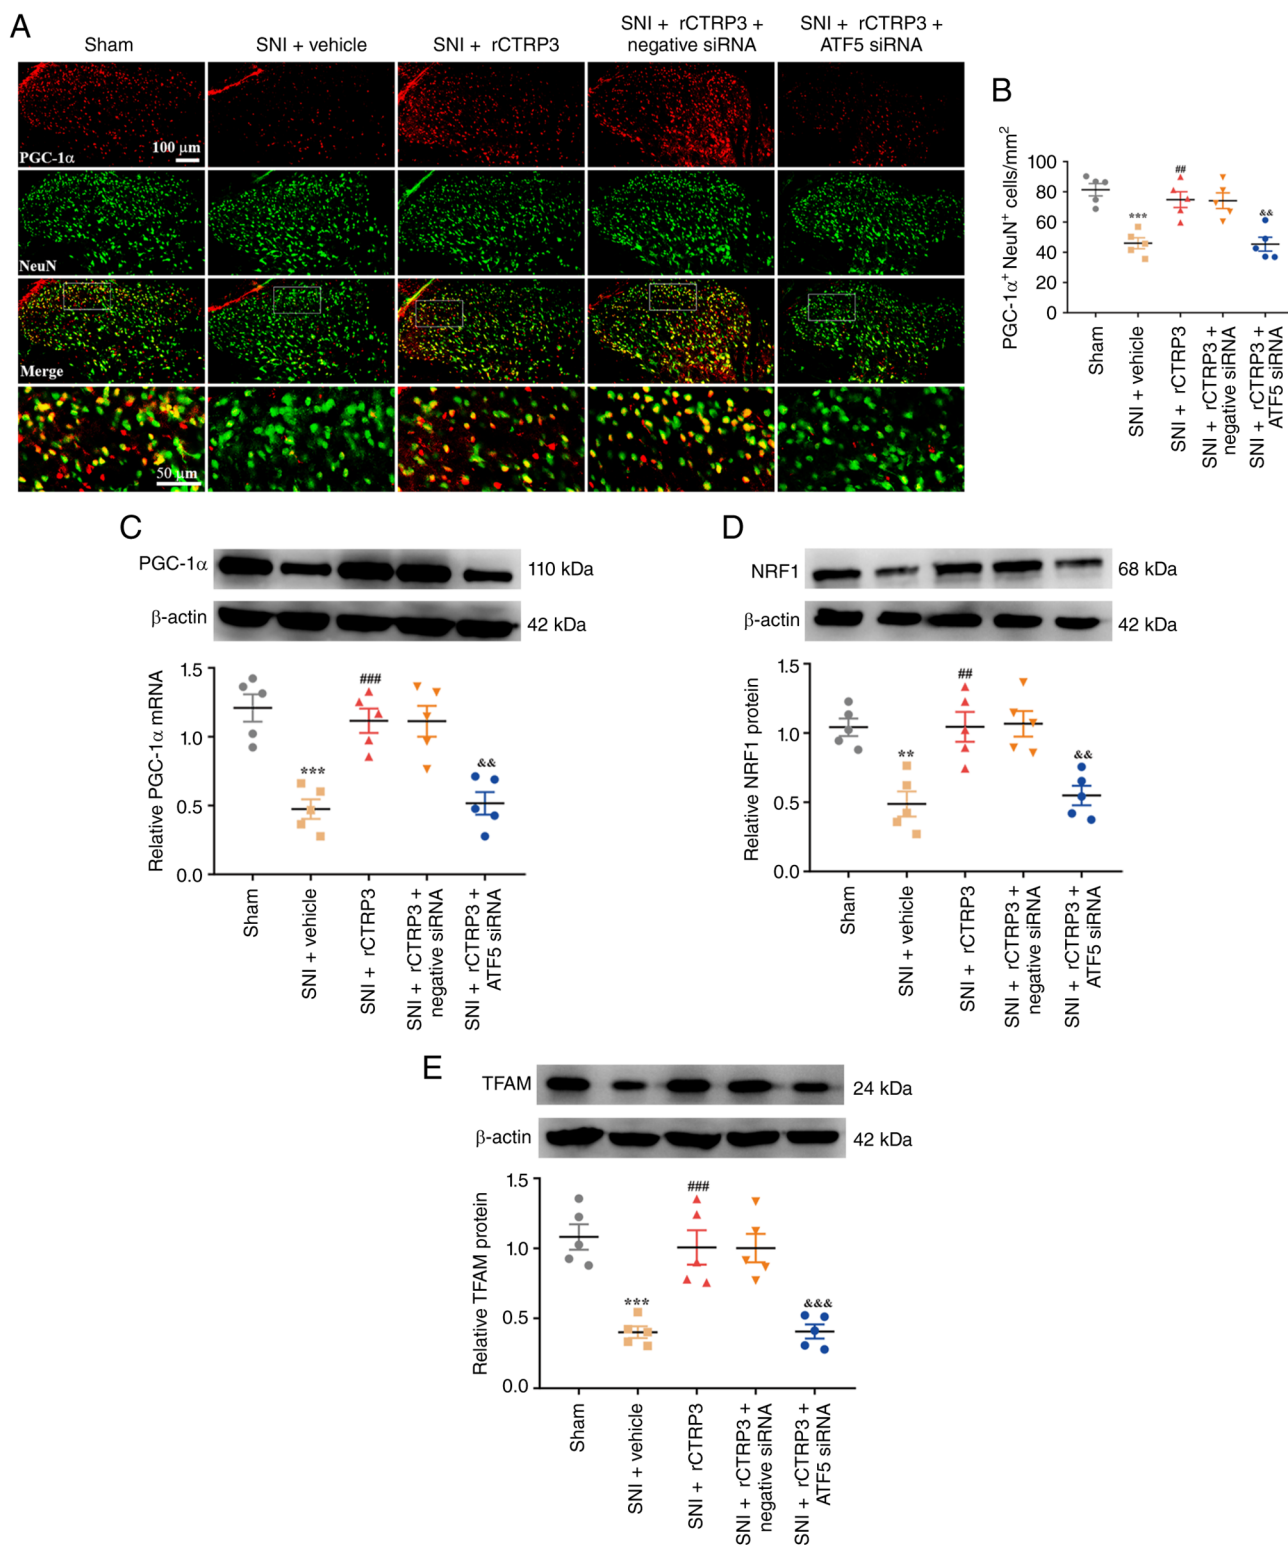 A
Sham
SNI + vehicle
SNI + rCTRP3
SNI + rCTRP3 +
negative siRNA
SNI + rCTRP3 +
ATF5 siRNA
PGC-1α
100 µm
NeuN
Merge
50 µm
B
PGC-1α+ NeuN+ cells/mm2
100
80
60
40
20
0
***
##
&&
Sham
SNI + vehicle
SNI + rCTRP3
SNI + rCTRP3 +
negative siRNA
SNI + rCTRP3 +
ATF5 siRNA
C
PGC-1α
110 kDa
β-actin
42 kDa
Relative PGC-1α mRNA
1.5
1.0
0.5
0.0
***
###
&&
Sham
SNI + vehicle
SNI + rCTRP3
SNI + rCTRP3 +
negative siRNA
SNI + rCTRP3 +
ATF5 siRNA
D
NRF1
68 kDa
β-actin
42 kDa
Relative NRF1 protein
1.5
1.0
0.5
0.0
**
##
&&
Sham
SNI + vehicle
SNI + rCTRP3
SNI + rCTRP3 +
negative siRNA
SNI + rCTRP3 +
ATF5 siRNA
E
TFAM
24 kDa
β-actin
42 kDa
Relative TFAM protein
1.5
1.0
0.5
0.0
***
###
&&&
Sham
SNI + vehicle
SNI + rCTRP3
SNI + rCTRP3 +
negative siRNA
SNI + rCTRP3 +
ATF5 siRNA